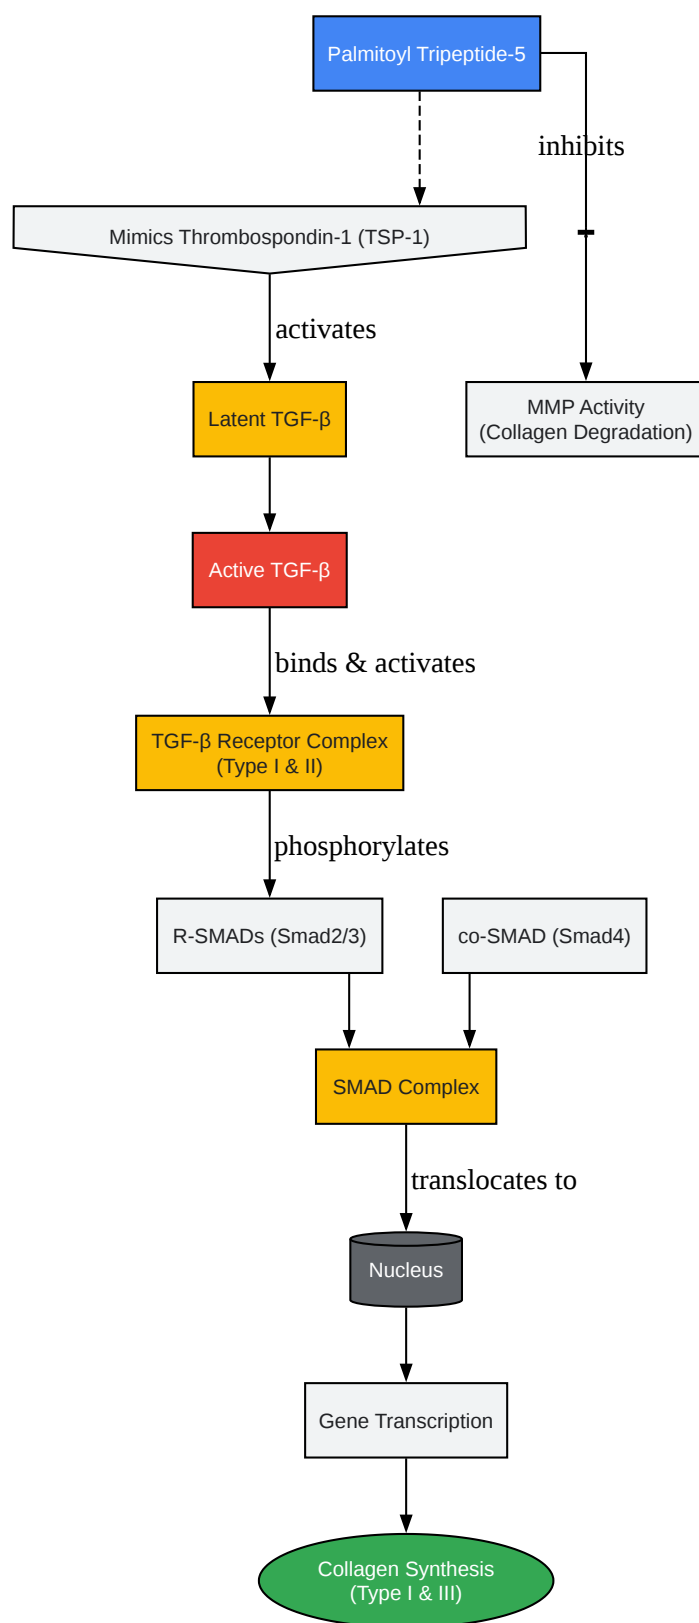 Palmitoyl Tripeptide-5
inhibits
Mimics Thrombospondin-1 (TSP-1)
activates
Latent TGF-β
MMP Activity
(Collagen Degradation)
Active TGF-β
binds & activates
TGF-β Receptor Complex
(Type I & II)
phosphorylates
R-SMADs (Smad2/3)
co-SMAD (Smad4)
SMAD Complex
translocates to
Nucleus
Gene Transcription
Collagen Synthesis
(Type I & III)